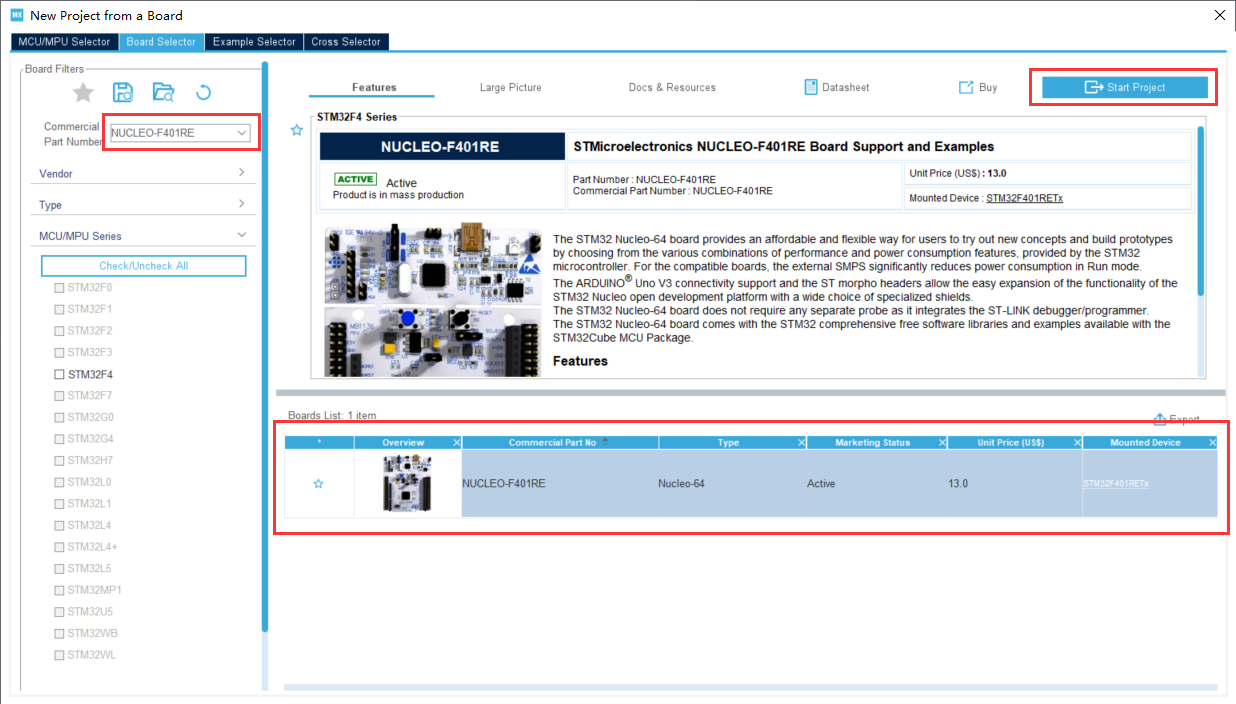 MX New Project from a Board
MCU/MPU Selector Board Selector Example Selector Cross Selector
Board Filters
Commercial
Part Number
NUCLEO-F401RE
Vendor
Type
MCU/MPU Series
Check/Uncheck All
STM32F0
STM32F1
STM32F2
STM32F3
STM32F4
STM32F7
STM32G0
STM32G4
STM32H7
STM32L0
STM32L1
STM32L4
STM32L4+
STM32L5
STM32MP1
STM32U5
STM32WB
STM32WL
Features Large Picture Docs & Resources Datasheet Buy Start Project
STM32F4 Series
NUCLEO-F401RE STMicroelectronics NUCLEO-F401RE Board Support and Examples
ACTIVE Active
Product is in mass production
Part Number : NUCLEO-F401RE
Commercial Part Number : NUCLEO-F401RE
Unit Price (US$) : 13.0
Mounted Device : STM32F401RETx
MB1136
The STM32 Nucleo-64 board provides an affordable and flexible way for users to try out new concepts and build prototypes
by choosing from the various combinations of performance and power consumption features, provided by the STM32
microcontroller. For the compatible boards, the external SMPS significantly reduces power consumption in Run mode.
The ARDUINO® Uno V3 connectivity support and the ST morpho headers allow the easy expansion of the functionality of the
STM32 Nucleo open development platform with a wide choice of specialized shields.
The STM32 Nucleo-64 board does not require any separate probe as it integrates the ST-LINK debugger/programmer.
The STM32 Nucleo-64 board comes with the STM32 comprehensive free software libraries and examples available with the
STM32Cube MCU Package.
Features
Boards List: 1 item
Export
* Overview Commercial Part No Type Marketing Status Unit Price (US$) Mounted Device
NUCLEO-F401RE Nucleo-64 Active 13.0 STM32F401RETx